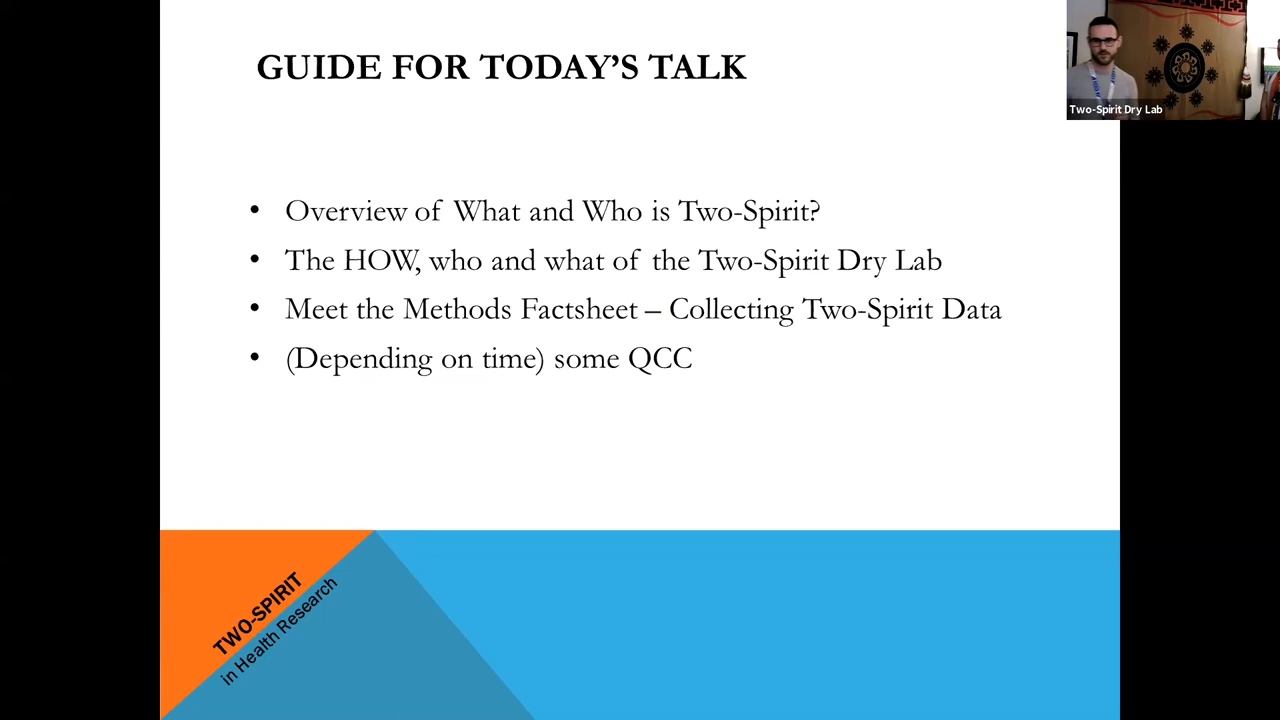 GUIDE FOR TODAY’S TALK
Two-Spirit Dry Lab
• Overview of What and Who is Two-Spirit?
• The HOW, who and what of the Two-Spirit Dry Lab
• Meet the Methods Factsheet – Collecting Two-Spirit Data
• (Depending on time) some QCC
TWO-SPIRIT
in Health Research